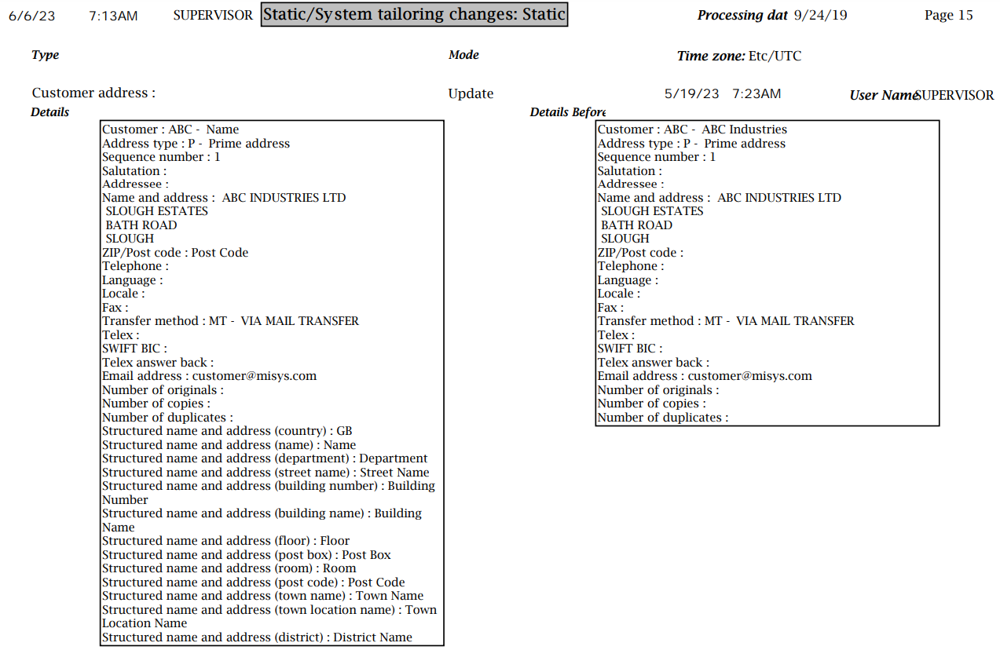 6/6/23 7:13AM SUPERVISOR Static/System tailoring changes: Static Processing dat 9/24/19 Page 15
Type Mode Time zone: Etc/UTC
Customer address : Update 5/19/23 7:23AM User Name SUPERVISOR
Details Details Before
Customer : ABC - Name
Address type : P - Prime address
Sequence number : 1
Salutation :
Addressee :
Name and address : ABC INDUSTRIES LTD
SLOUGH ESTATES
BATH ROAD
SLOUGH
ZIP/Post code : Post Code
Telephone :
Language :
Locale :
Fax :
Transfer method : MT - VIA MAIL TRANSFER
Telex :
SWIFT BIC :
Telex answer back :
Email address : customer@misys.com
Number of originals :
Number of copies :
Number of duplicates :
Structured name and address (country) : GB
Structured name and address (name) : Name
Structured name and address (department) : Department
Structured name and address (street name) : Street Name
Structured name and address (building number) : Building
Number
Structured name and address (building name) : Building
Name
Structured name and address (floor) : Floor
Structured name and address (post box) : Post Box
Structured name and address (room) : Room
Structured name and address (post code) : Post Code
Structured name and address (town name) : Town Name
Structured name and address (town location name) : Town
Location Name
Structured name and address (district) : District Name
Customer : ABC - ABC Industries
Address type : P - Prime address
Sequence number : 1
Salutation :
Addressee :
Name and address : ABC INDUSTRIES LTD
SLOUGH ESTATES
BATH ROAD
SLOUGH
ZIP/Post code :
Telephone :
Language :
Locale :
Fax :
Transfer method : MT - VIA MAIL TRANSFER
Telex :
SWIFT BIC :
Telex answer back :
Email address : customer@misys.com
Number of originals :
Number of copies :
Number of duplicates :